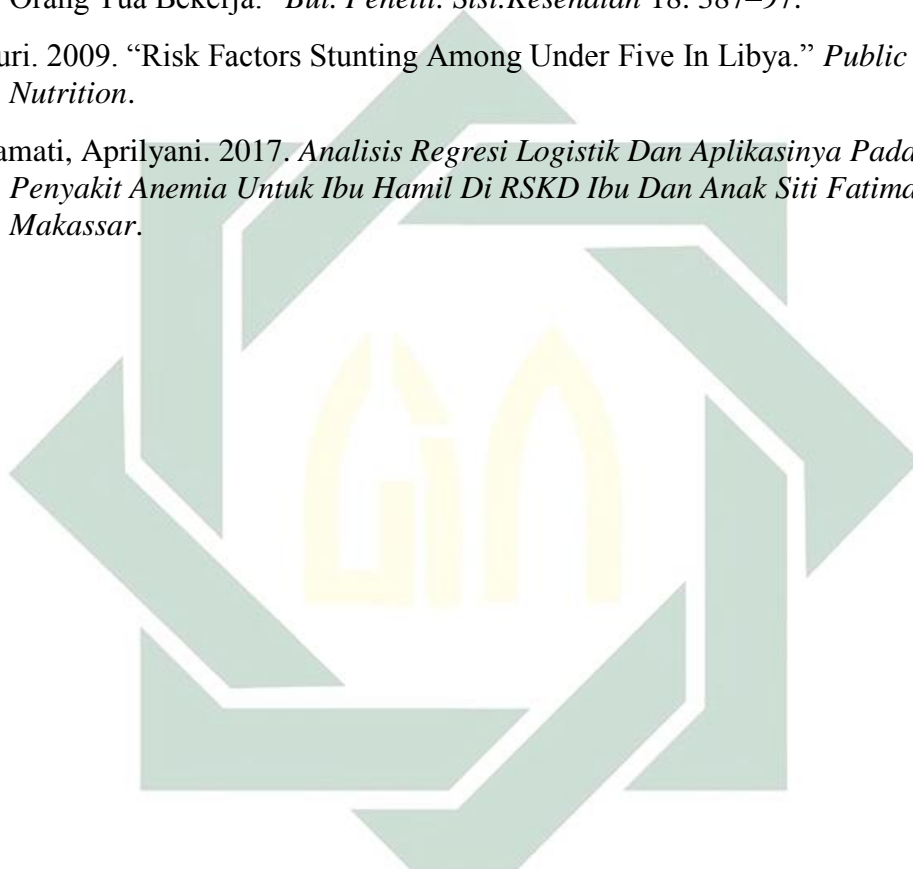 Orang Tua Bekerja." Bul. Penelit. Sist.Kesehatan 18: 387–97.
uri. 2009. “Risk Factors Stunting Among Under Five In Libya.” Public
Nutrition.
amati, Aprilyani. 2017. Analisis Regresi Logistik Dan Aplikasinya Pada
Penyakit Anemia Untuk Ibu Hamil Di RSKD Ibu Dan Anak Siti Fatima
Makassar.